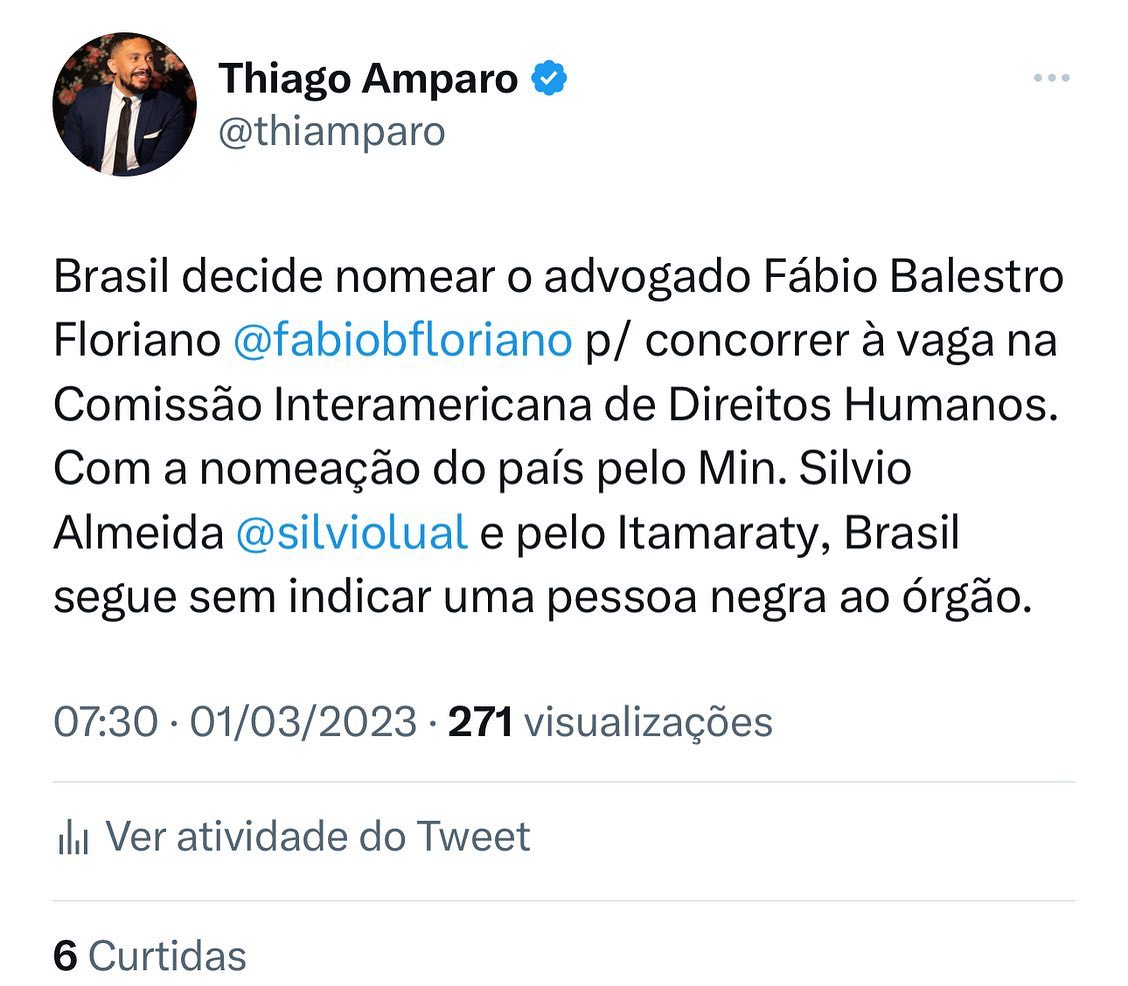 Thiago Amparo
@thiamparo
Brasil decide nomear o advogado Fábio Balestro
Floriano @fabiobfloriano p/ concorrer à vaga na
Comissão Interamericana de Direitos Humanos.
Com a nomeação do país pelo Min. Silvio
Almeida @silviolual e pelo Itamaraty, Brasil
segue sem indicar uma pessoa negra ao órgão.
07:30 · 01/03/2023 · 271 visualizações
Ver atividade do Tweet
6 Curtidas